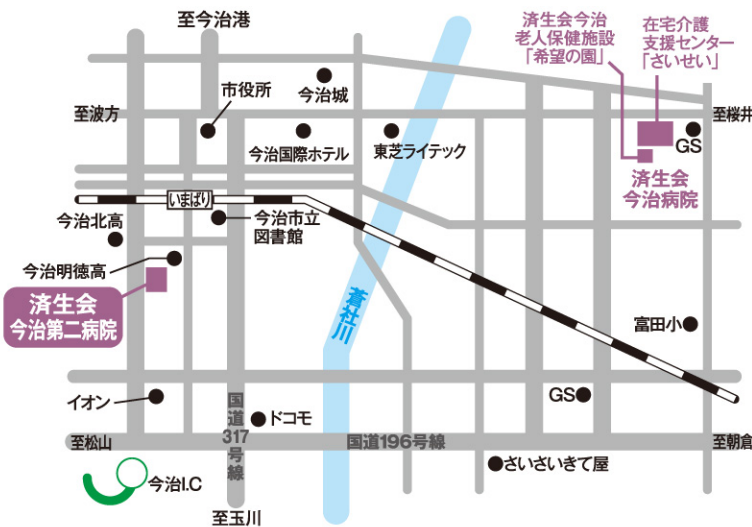 至今治港
済生会今治
老人保健施設
「希望の園」
在宅介護
支援センター
「さいせい」
市役所
今治城
至波方
至桜井
今治国際ホテル
東芝ライテック
GS
済生会
今治病院
いまばり
今治北高
今治市立
図書館
今治明徳高
済生会
今治第二病院
蒼社川
富田小
イオン
国道317号線
ドコモ
GS
至松山
国道196号線
至朝倉
さいさいきて屋
今治I.C
至玉川